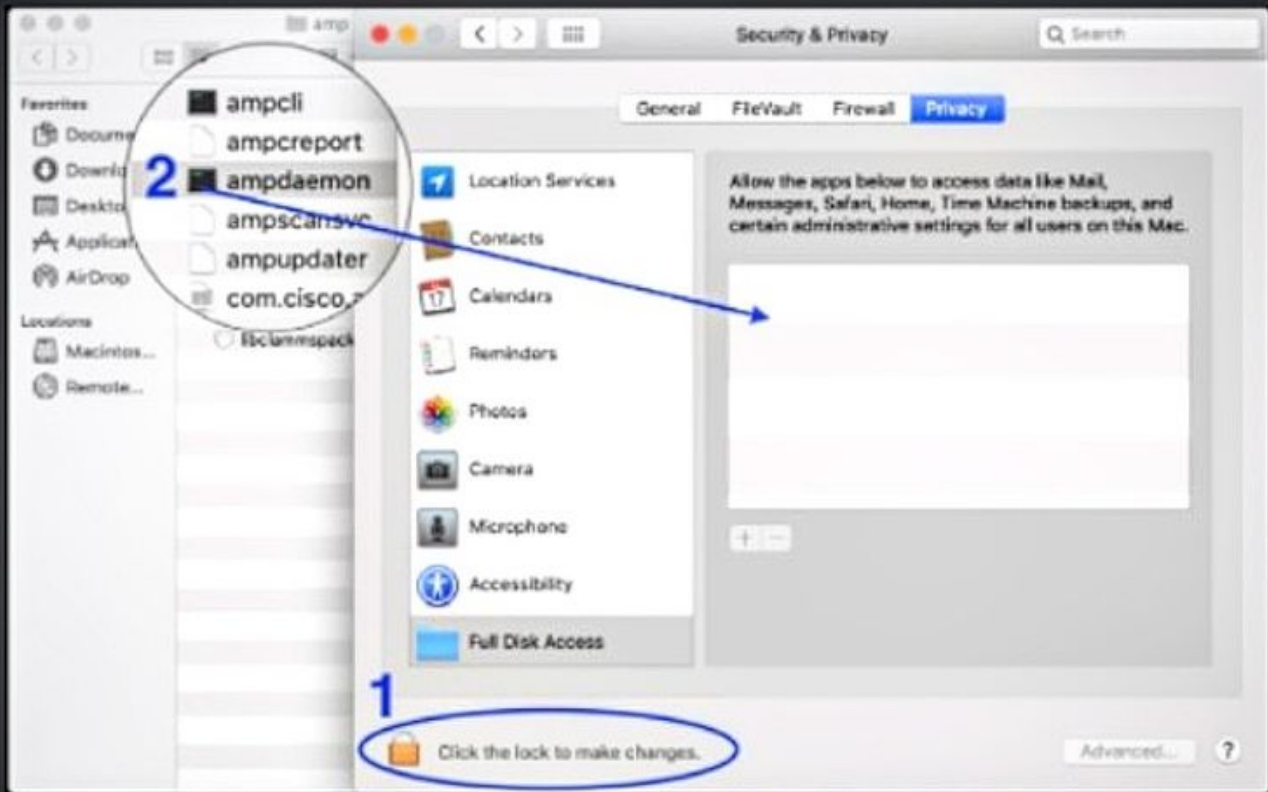 amp
Security & Privacy
Search
Favorites
Docume
Downlo
Deskto
Applicat
AirDrop
Locations
Macintos...
Remote...
ampcli
ampcreport
2
ampdaemon
ampscansvc
ampupdater
com.cisco.a
libclammspack
General FileVault Firewall Privacy
Location Services
Contacts
17
Calendars
Reminders
Photos
Camera
Microphone
Accessibility
Full Disk Access
Allow the apps below to access data like Mail,
Messages, Safari, Home, Time Machine backups, and
certain administrative settings for all users on this Mac.
+ −
1
Click the lock to make changes.
Advanced... ?